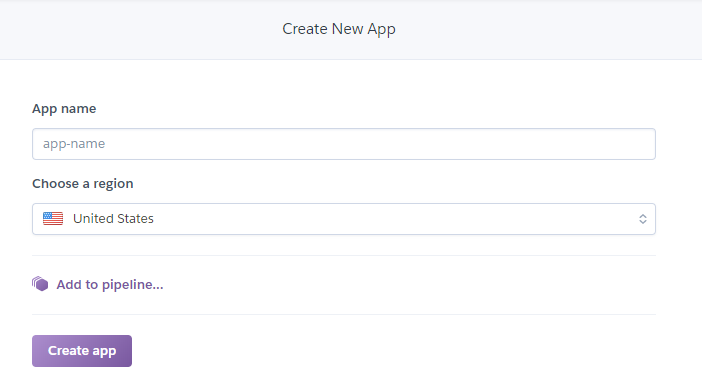 Create New App
App name
app-name
Choose a region
United States
Add to pipeline...
Create app